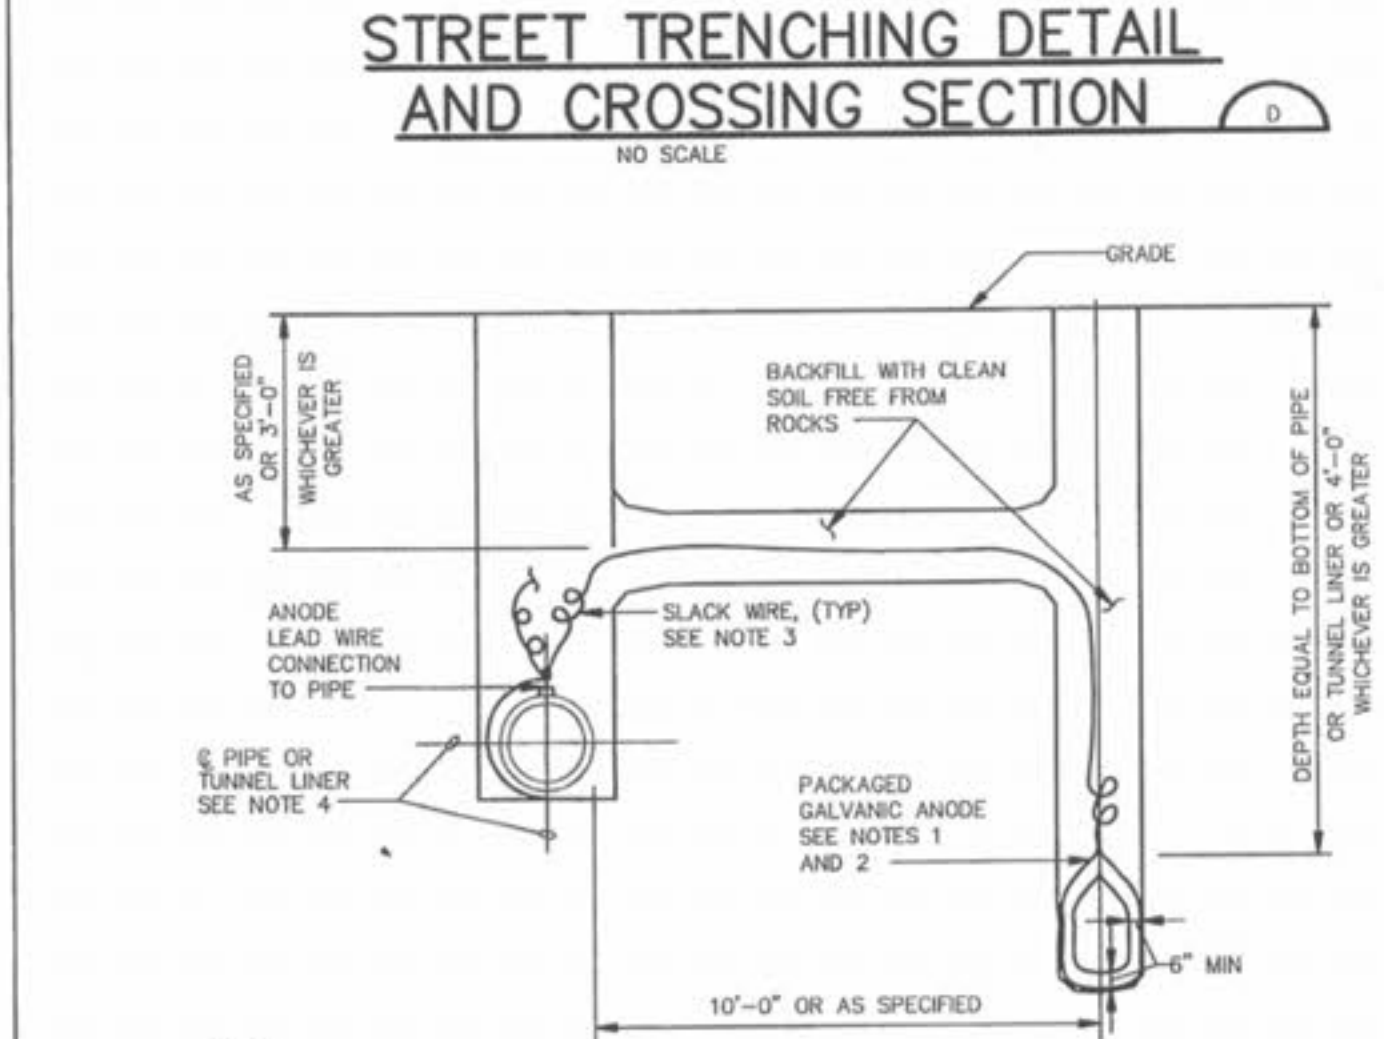 STREET TRENCHING DETAIL
AND CROSSING SECTION
D
NO SCALE
GRADE
AS SPECIFIED
OR 3'-0"
WHICHEVER IS
GREATER
BACKFILL WITH CLEAN
SOIL FREE FROM
ROCKS
DEPTH EQUAL TO BOTTOM OF PIPE
OR TUNNEL LINER OR 4'-0"
WHICHEVER IS GREATER
ANODE
LEAD WIRE
CONNECTION
TO PIPE
SLACK WIRE, (TYP)
SEE NOTE 3
℄ PIPE OR
TUNNEL LINER
SEE NOTE 4
PACKAGED
GALVANIC ANODE
SEE NOTES 1
AND 2
6" MIN
10'-0" OR AS SPECIFIED